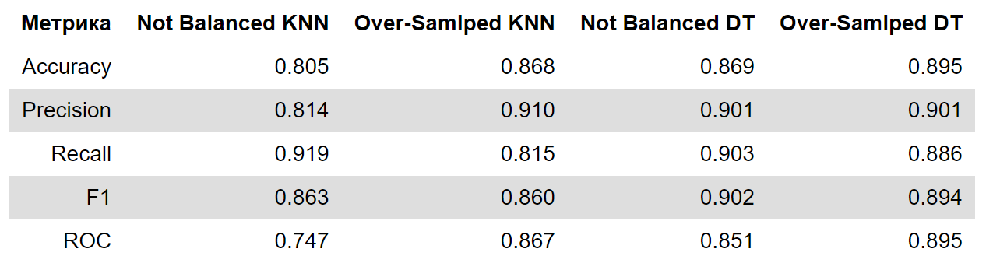 Метрика Not Balanced KNN Over-Samlped KNN Not Balanced DT Over-Samlped DT
Accuracy 0.805 0.868 0.869 0.895
Precision 0.814 0.910 0.901 0.901
Recall 0.919 0.815 0.903 0.886
F1 0.863 0.860 0.902 0.894
ROC 0.747 0.867 0.851 0.895